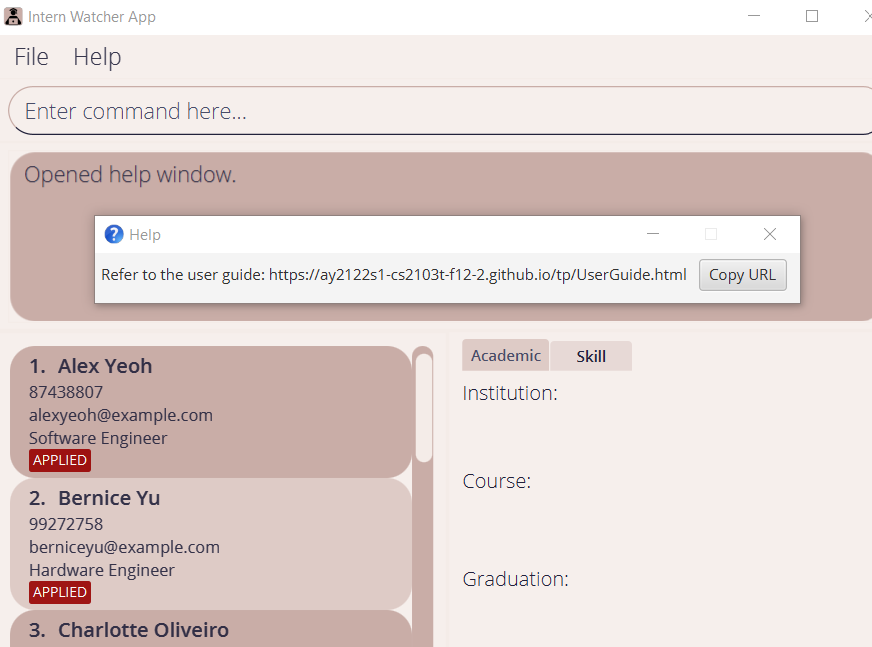 Intern Watcher App
File Help
Enter command here...
Opened help window.
Help
Refer to the user guide: https://ay2122s1-cs2103t-f12-2.github.io/tp/UserGuide.html Copy URL
1. Alex Yeoh
87438807
alexyeoh@example.com
Software Engineer
APPLIED
2. Bernice Yu
99272758
berniceyu@example.com
Hardware Engineer
APPLIED
3. Charlotte Oliveiro
Academic Skill
Institution:
Course:
Graduation: